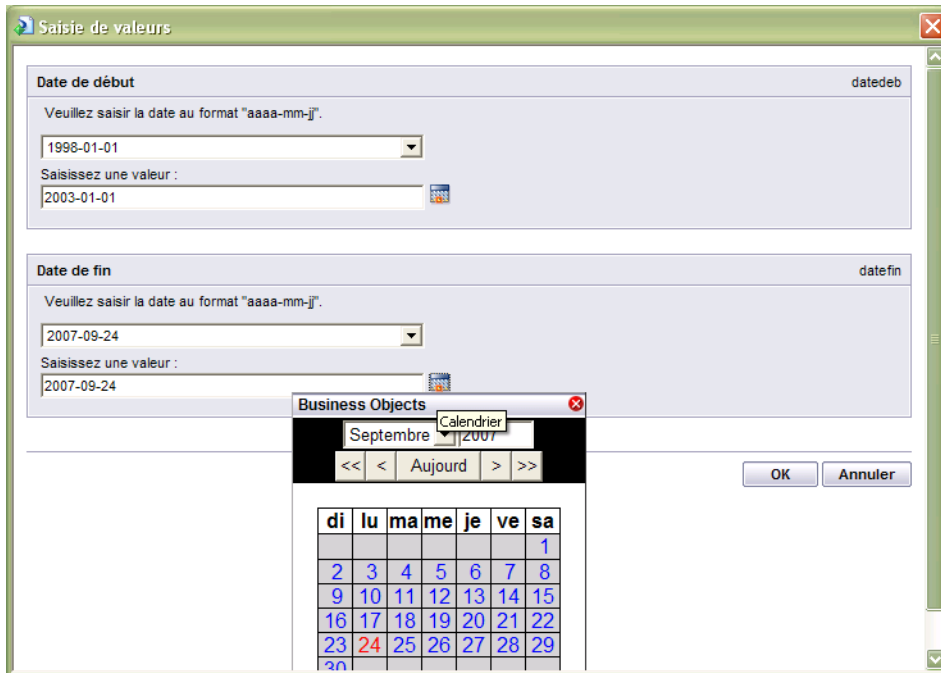 Saisie de valeurs
Date de début datedeb
Veuillez saisir la date au format "aaaa-mm-jj".
1998-01-01
Saisissez une valeur :
2003-01-01
Date de fin datefin
Veuillez saisir la date au format "aaaa-mm-jj".
2007-09-24
Saisissez une valeur :
2007-09-24
Business Objects
Calendrier
Septembre 2007
<< < Aujourd > >>
OK Annuler
di lu ma me je ve sa
1
2 3 4 5 6 7 8
9 10 11 12 13 14 15
16 17 18 19 20 21 22
23 24 25 26 27 28 29
30